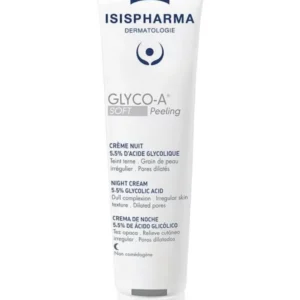 ISISPHARMA
DERMATOLOGIE
GLYCO-A®
SOFT Peeling
CRÈME NUIT
5.5% D'ACIDE GLYCOLIQUE
Teint terne . Grain de peau
irrégulier . Pores dilatés
NIGHT CREAM
5.5% GLYCOLIC ACID
Dull complexion . Irregular skin
texture . Dilated pores
CREMA DE NOCHE
5.5% DE ÁCIDO GLICÓLICO
Tez opaca . Relieve cutáneo
irregular . Poros dilatados